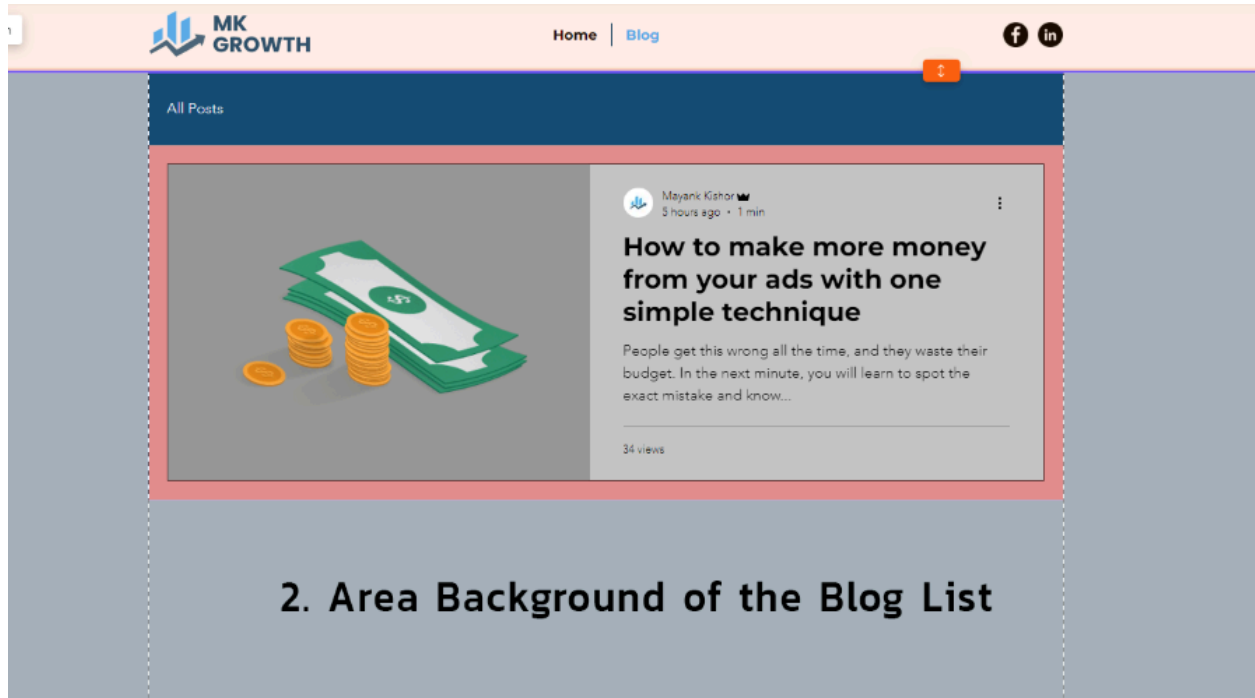 MK
GROWTH
Home
Blog
All Posts
Mayank Kishor
5 hours ago • 1 min
How to make more money
from your ads with one
simple technique
People get this wrong all the time, and they waste their
budget. In the next minute, you will learn to spot the
exact mistake and know...
34 views
2. Area Background of the Blog List